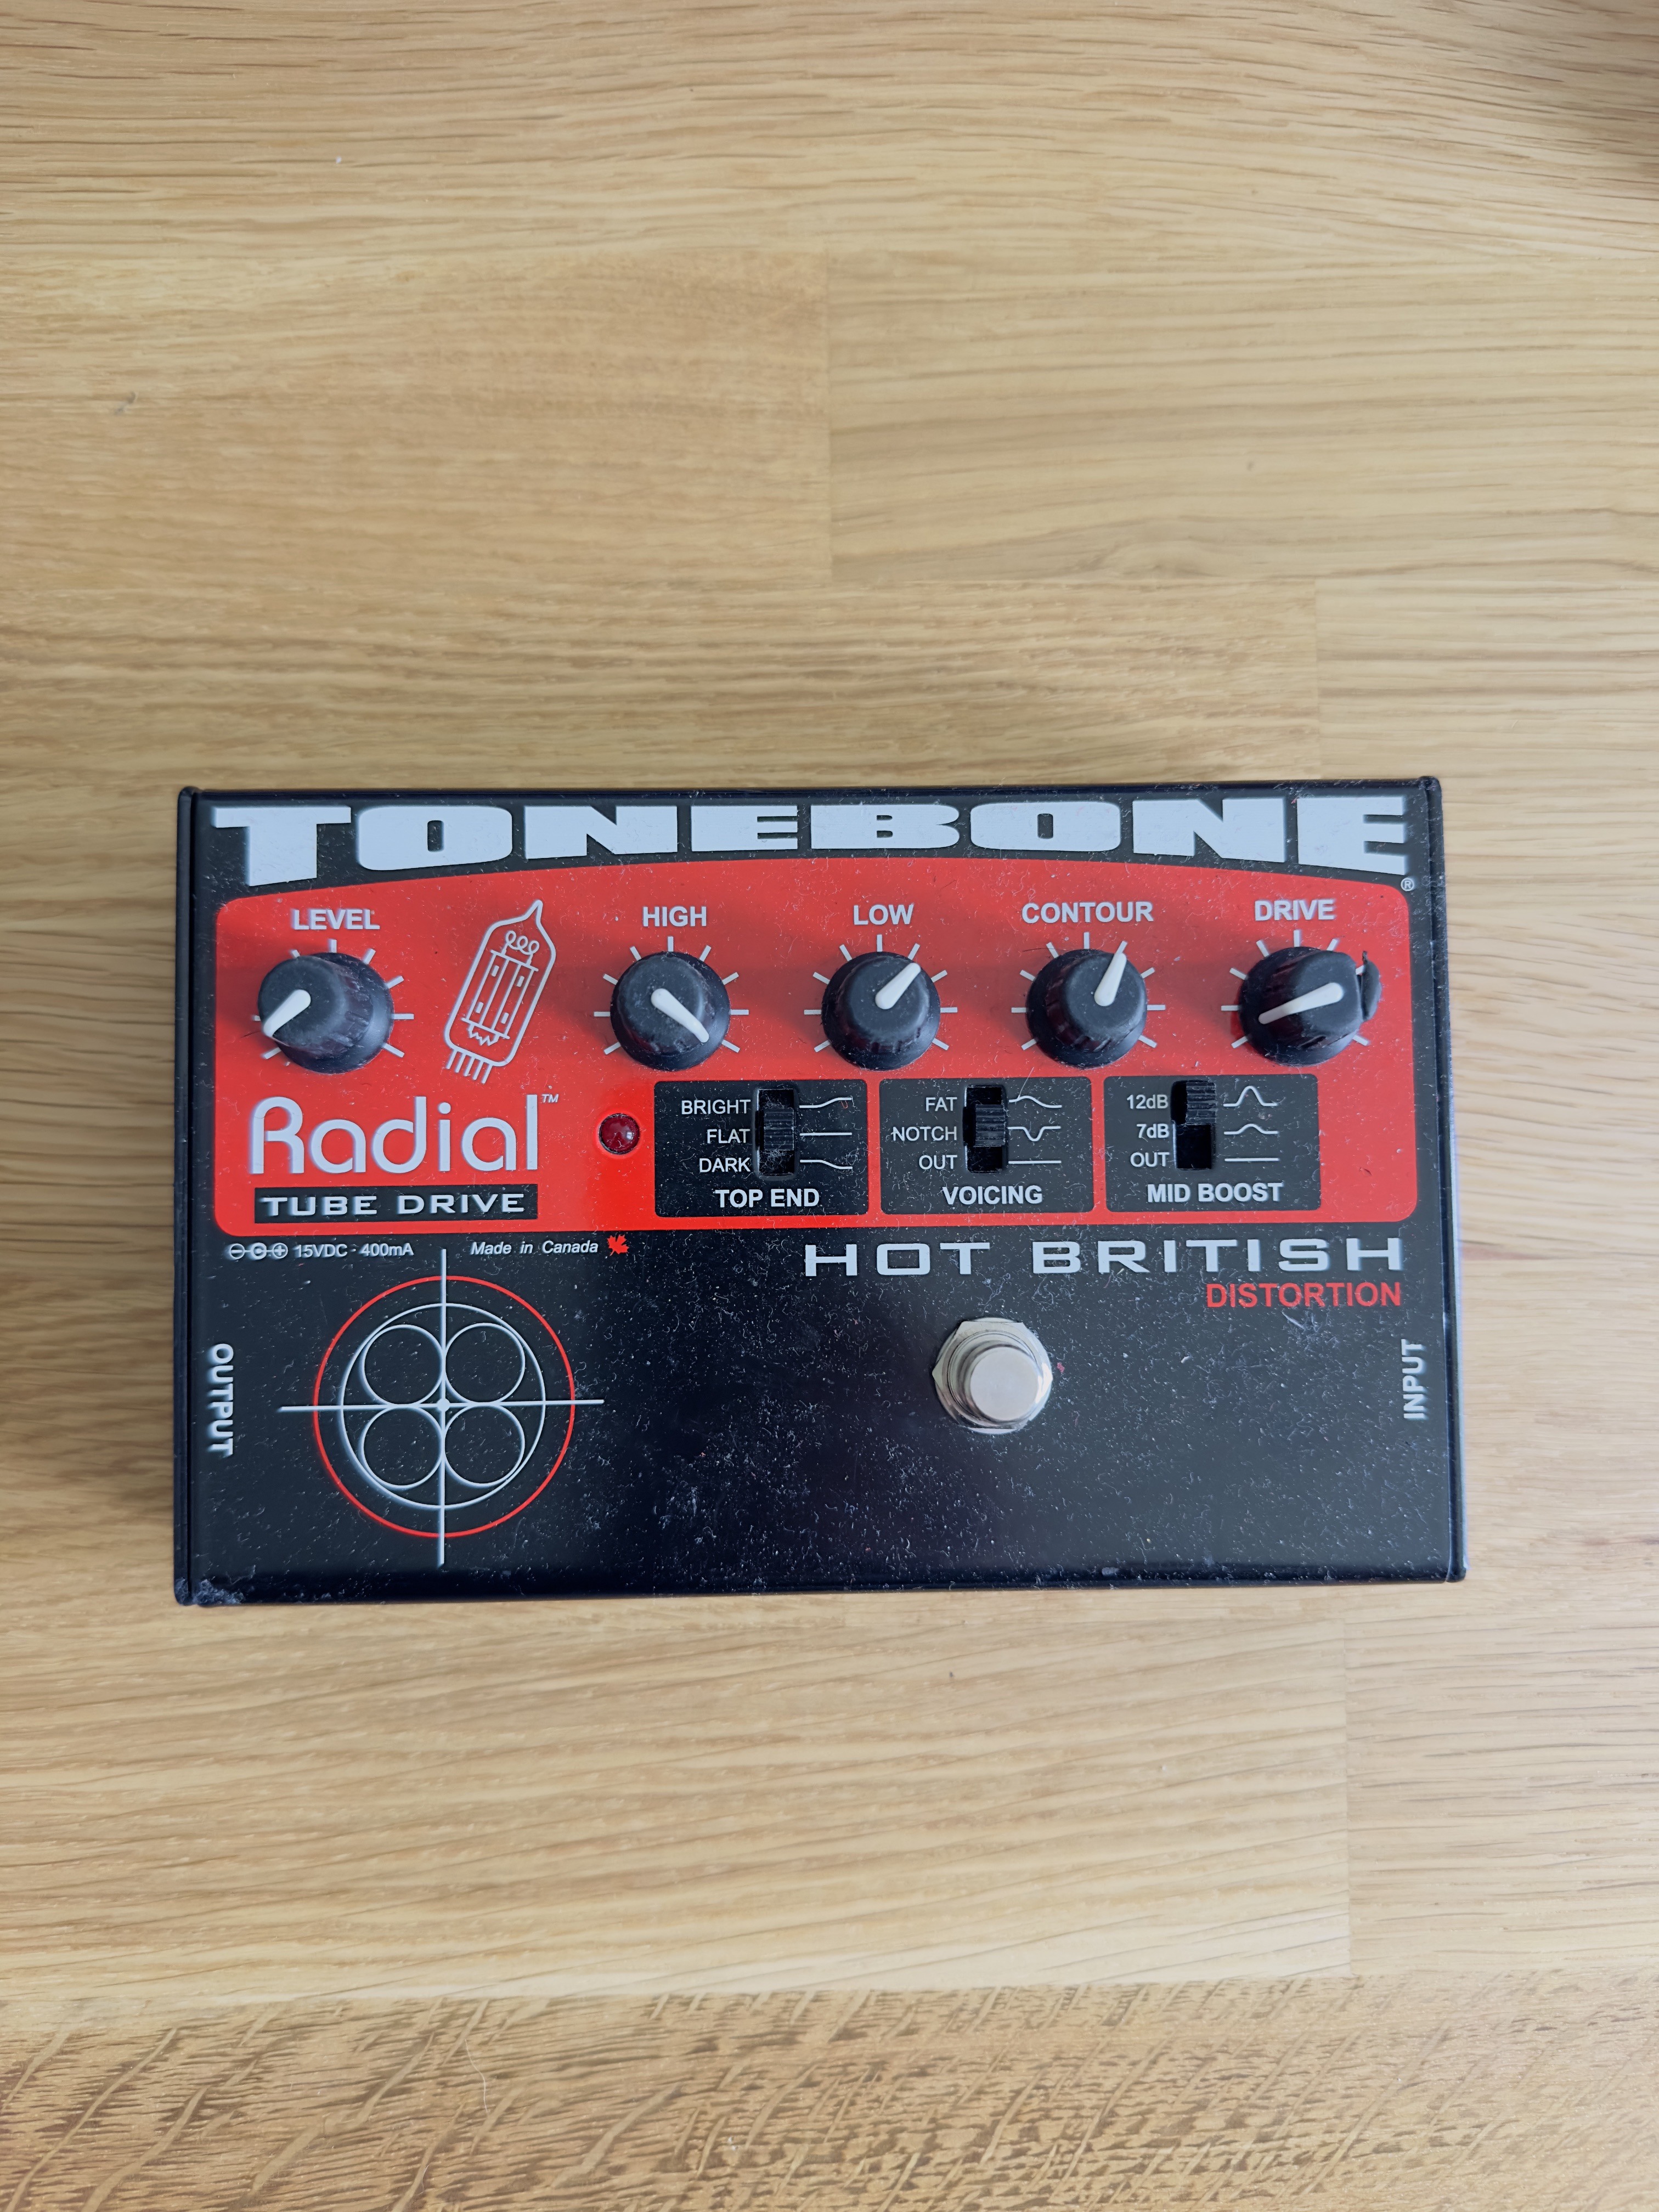 TONEBONE®
LEVEL HIGH LOW CONTOUR DRIVE
Radial™
TUBE DRIVE
BRIGHT
FLAT
DARK
TOP END
FAT
NOTCH
OUT
VOICING
12dB
7dB
OUT
MID BOOST
15VDC - 400mA
Made in Canada
HOT BRITISH
DISTORTION
OUTPUT
INPUT